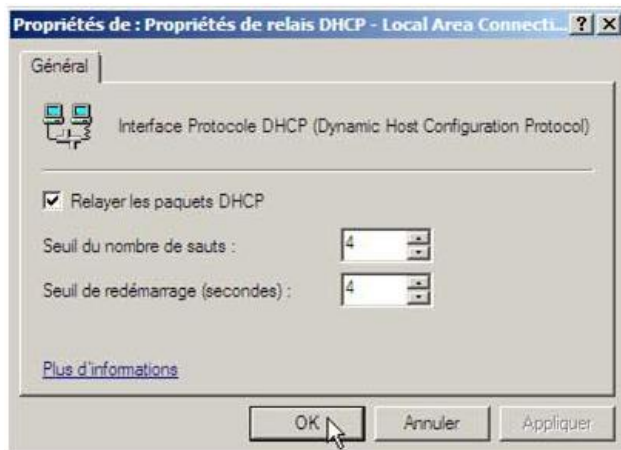 Propriétés de : Propriétés de relais DHCP - Local Area Connecti...
Général
Interface Protocole DHCP (Dynamic Host Configuration Protocol)
Relayer les paquets DHCP
Seuil du nombre de sauts : 4
Seuil de redémarrage (secondes) : 4
Plus d'informations
OK Annuler Appliquer